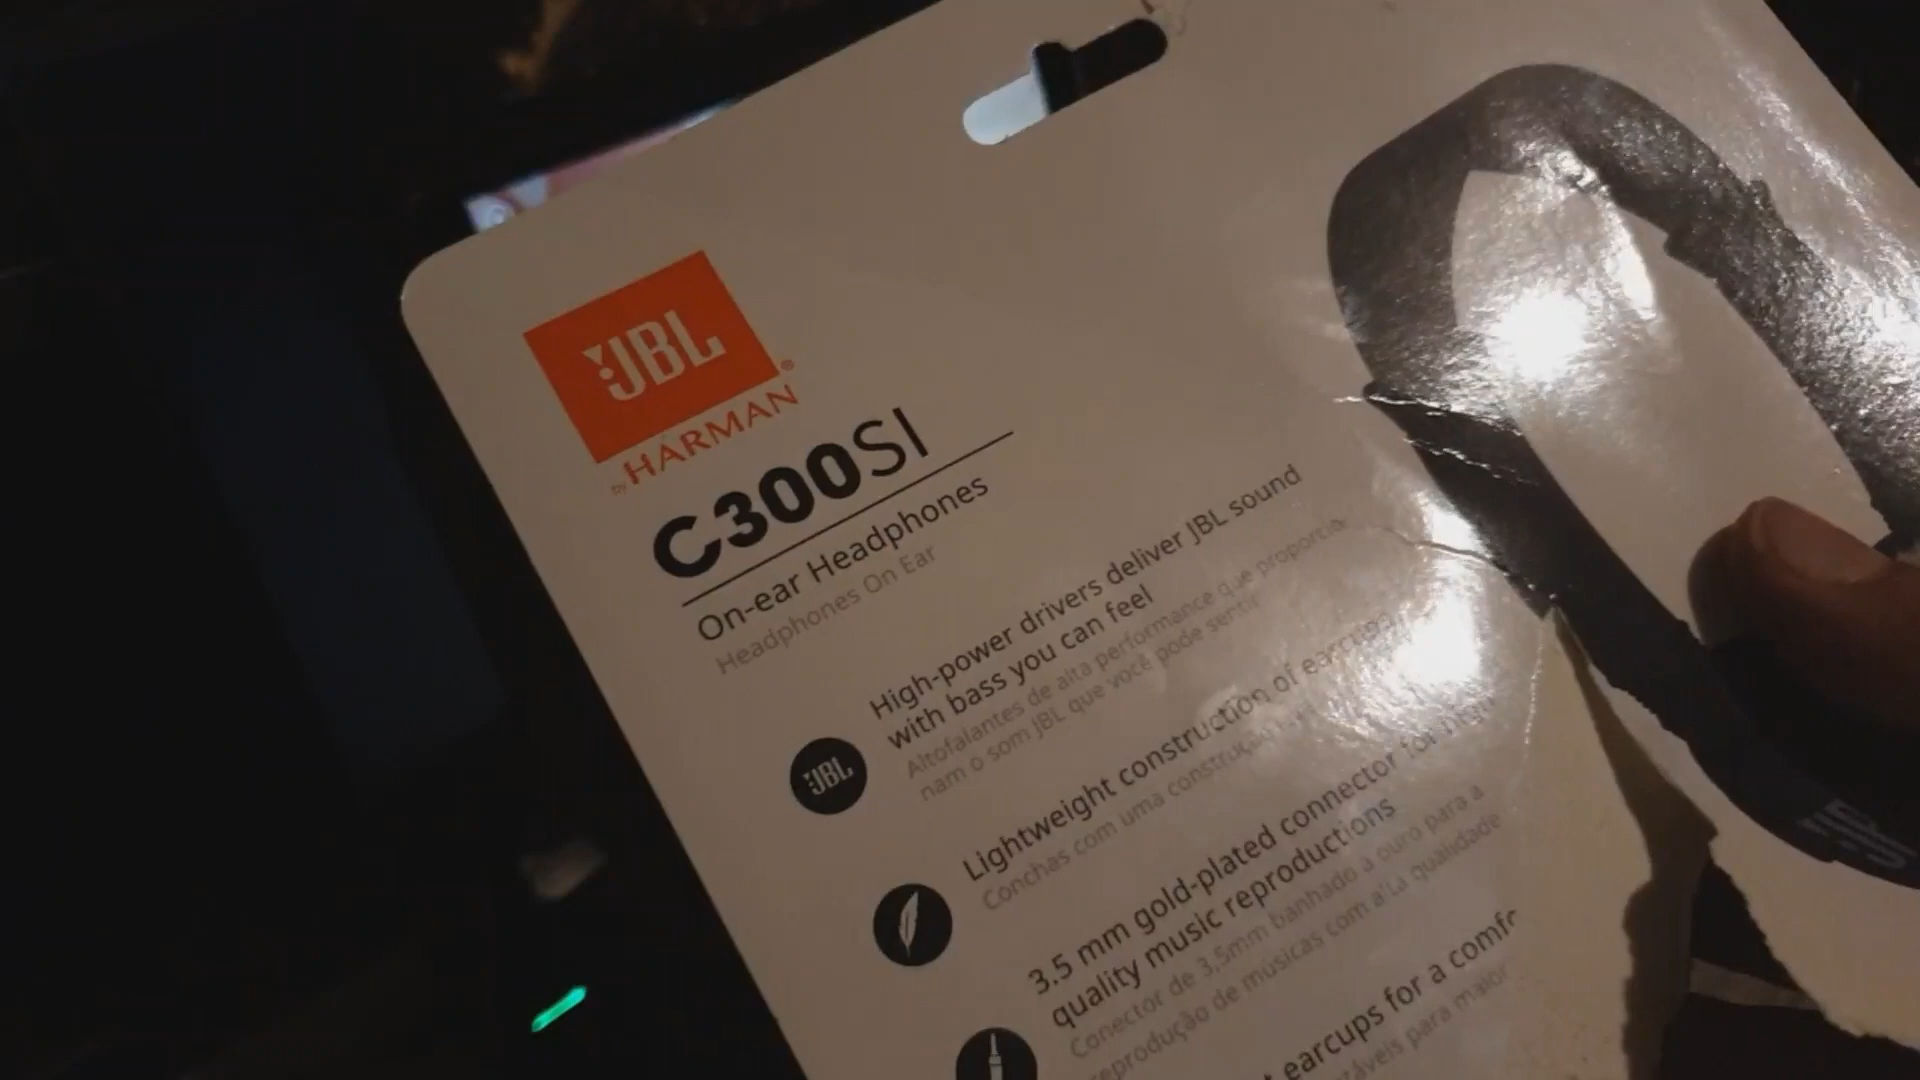 JBL
by HARMAN
C300SI
On-ear Headphones
Headphones On Ear
JBL
High-power drivers deliver JBL sound
with bass you can feel
Altofalantes de alta performance que proporcio-
nam o som JBL que você pode sentir
Lightweight construction of earcups
Conchas com uma construção
3.5 mm gold-plated connector for high
quality music reproductions
Conector de 3,5mm banhado a ouro para a
reprodução de músicas com alta qualidade
earcups for a comfo
para maior